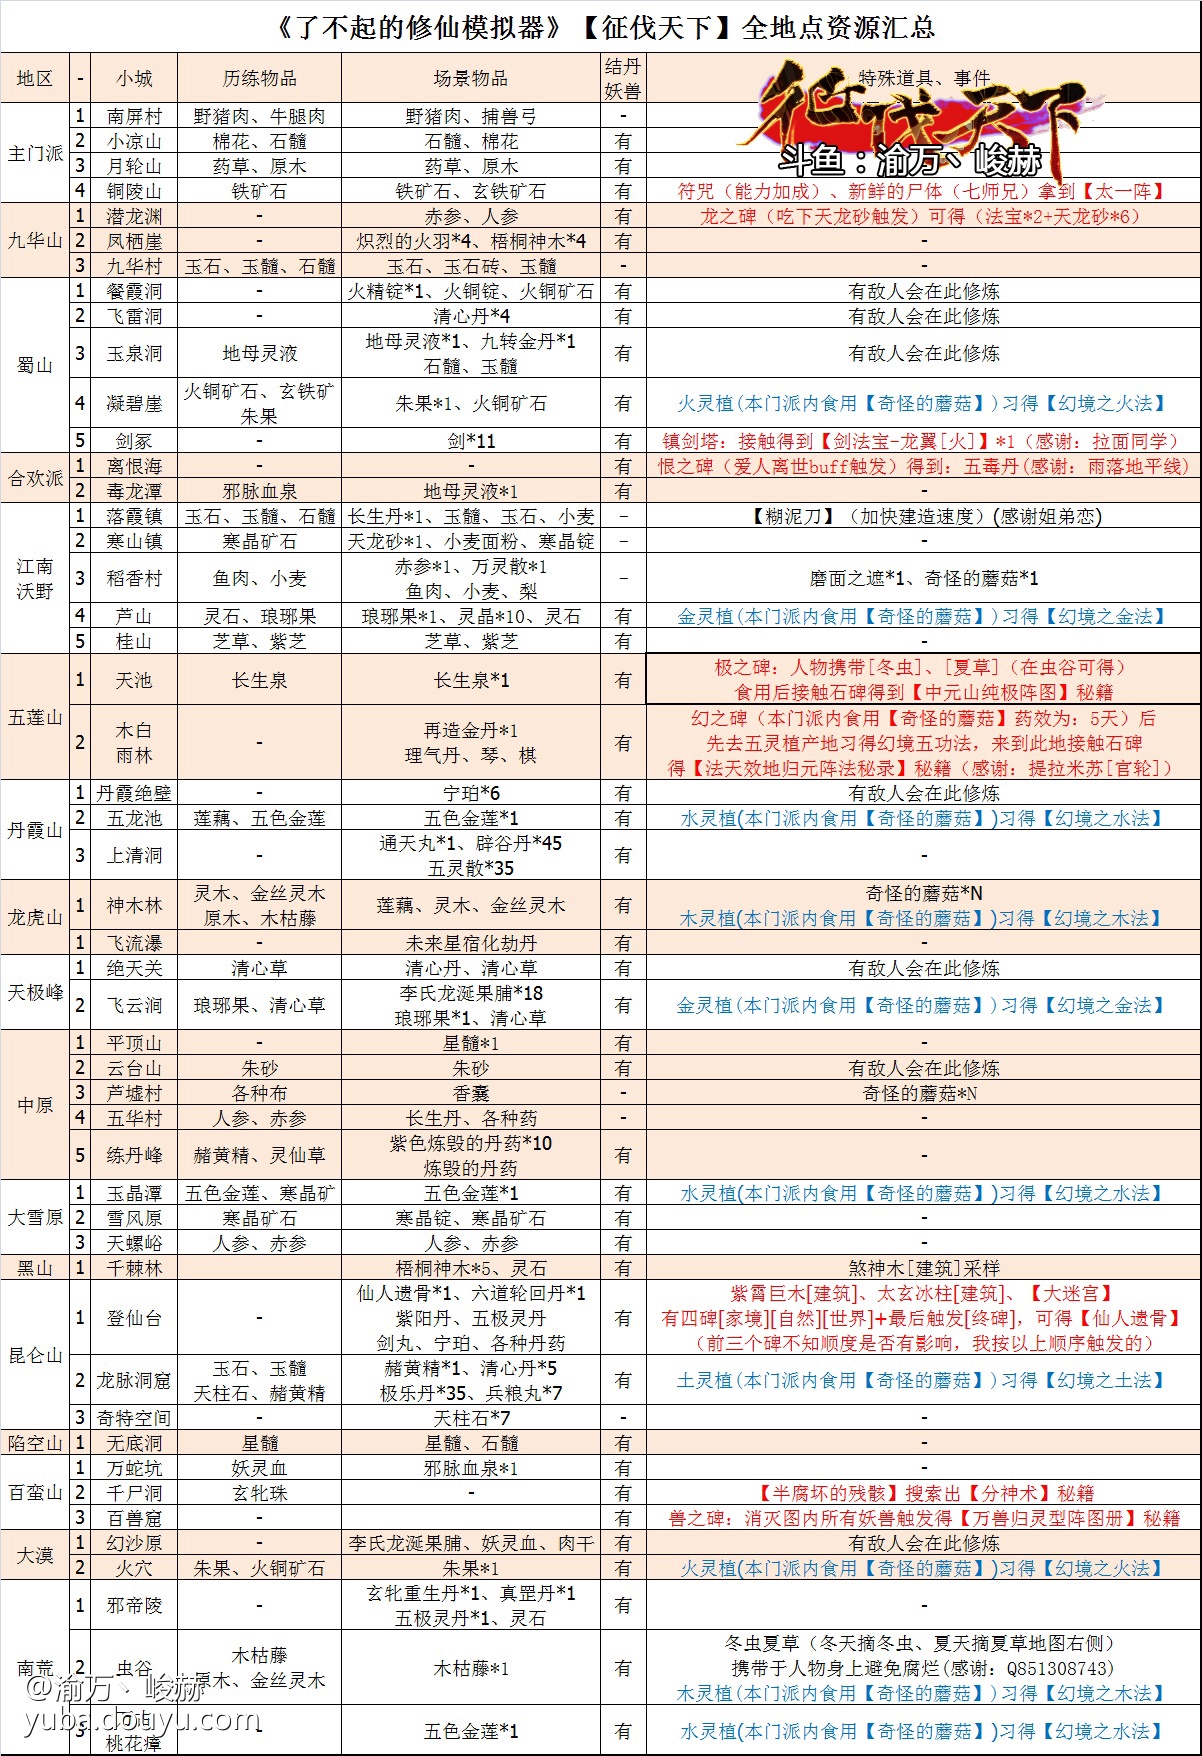 《了不起的修仙模拟器》【征伐天下】全地点资源汇总
地区 - 小城 历练物品 场景物品 结丹妖兽 特殊道具、事件
征伐天下
斗鱼：渝万丶峻赫
主门派 1 南屏村 野猪肉、牛腿肉 野猪肉、捕兽弓 -
2 小凉山 棉花、石髓 石髓、棉花 有
3 月轮山 药草、原木 药草、原木 有
4 铜陵山 铁矿石 铁矿石、玄铁矿石 有 符咒（能力加成）、新鲜的尸体（七师兄）拿到【太一阵】
九华山 1 潜龙渊 - 赤参、人参 有 龙之碑（吃下天龙砂触发）可得（法宝*2+天龙砂*6）
2 凤栖崖 - 炽烈的火羽*4、梧桐神木*4 有 -
3 九华村 玉石、玉髓、石髓 玉石、玉石砖、玉髓 - -
蜀山 1 餐霞洞 - 火精锭*1、火铜锭、火铜矿石 有 有敌人会在此修炼
2 飞雷洞 - 清心丹*4 有 有敌人会在此修炼
3 玉泉洞 地母灵液 地母灵液*1、九转金丹*1 有 有敌人会在此修炼
石髓、玉髓
4 凝碧崖 火铜矿石、玄铁矿 朱果*1、火铜矿石 有 火灵植(本门派内食用【奇怪的蘑菇】)习得【幻境之火法】
朱果
5 剑冢 - 剑*11 有 镇剑塔：接触得到【剑法宝-龙翼[火]】*1（感谢：拉面同学）
合欢派 1 离恨海 - - 有 恨之碑（爱人离世buff触发）得到：五毒丹(感谢：雨落地平线)
2 毒龙潭 邪脉血泉 地母灵液*1 有 -
江南沃野 1 落霞镇 玉石、玉髓、石髓 长生丹*1、玉髓、玉石、小麦 - 【糊泥刀】（加快建造速度）(感谢姐弟恋)
2 寒山镇 寒晶矿石 天龙砂*1、小麦面粉、寒晶锭 - -
3 稻香村 鱼肉、小麦 赤参*1、万灵散*1 - 磨面之遮*1、奇怪的蘑菇*1
鱼肉、小麦、梨
4 芦山 灵石、琅琊果 琅琊果*1、灵晶*10、灵石 有 金灵植(本门派内食用【奇怪的蘑菇】)习得【幻境之金法】
5 桂山 芝草、紫芝 芝草、紫芝 有 -
五莲山 1 天池 长生泉 长生泉*1 有 极之碑：人物携带[冬虫]、[夏草]（在虫谷可得）
食用后接触石碑得到【中元山纯极阵图】秘籍
2 木白雨林 - 再造金丹*1 有 幻之碑（本门派内食用【奇怪的蘑菇】药效为：5天）后
理气丹、琴、棋 先去五灵植产地习得幻境五功法，来到此地接触石碑
得【法天效地归元阵法秘录】秘籍（感谢：提拉米苏[官轮]）
丹霞山 1 丹霞绝壁 - 宁珀*6 有 有敌人会在此修炼
2 五龙池 莲藕、五色金莲 五色金莲*1 有 水灵植(本门派内食用【奇怪的蘑菇】)习得【幻境之水法】
3 上清洞 - 通天丸*1、辟谷丹*45 有 -
五灵散*35
龙虎山 1 神木林 灵木、金丝灵木 莲藕、灵木、金丝灵木 有 奇怪的蘑菇*N
原木、木枯藤 木灵植(本门派内食用【奇怪的蘑菇】)习得【幻境之木法】
1 飞流瀑 - 未来星宿化劫丹 有 -
天极峰 1 绝天关 清心草 清心丹、清心草 有 有敌人会在此修炼
2 飞云涧 琅琊果、清心草 李氏龙涎果脯*18 有 金灵植(本门派内食用【奇怪的蘑菇】)习得【幻境之金法】
琅琊果*1、清心草
中原 1 平顶山 - 星髓*1 有 -
2 云台山 朱砂 朱砂 有 有敌人会在此修炼
3 芦墟村 各种布 香囊 - 奇怪的蘑菇*N
4 五华村 人参、赤参 长生丹、各种药 - -
5 练丹峰 赭黄精、灵仙草 紫色炼毁的丹药*10 有 -
炼毁的丹药
大雪原 1 玉晶潭 五色金莲、寒晶矿 五色金莲*1 有 水灵植(本门派内食用【奇怪的蘑菇】)习得【幻境之水法】
2 雪风原 寒晶矿石 寒晶锭、寒晶矿石 有 -
3 天螺峪 人参、赤参 人参、赤参 有 -
黑山 1 千棘林 梧桐神木*5、灵石 有 煞神木[建筑]采样
昆仑山 1 登仙台 - 仙人遗骨*1、六道轮回丹*1 有 紫霄巨木[建筑]、太玄冰柱[建筑]、【大迷宫】
紫阳丹、五极灵丹 有四碑[家境][自然][世界]+最后触发[终碑]，可得【仙人遗骨】
剑丸、宁珀、各种丹药 （前三个碑不知顺度是否有影响，我按以上顺序触发的）
2 龙脉洞窟 玉石、玉髓 赭黄精*1、清心丹*5 有 土灵植(本门派内食用【奇怪的蘑菇】)习得【幻境之土法】
天柱石、赭黄精 极乐丹*35、兵粮丸*7
3 奇特空间 - 天柱石*7 - -
陷空山 1 无底洞 星髓 星髓、石髓 有 -
百蛮山 1 万蛇坑 妖灵血 邪脉血泉*1 有
2 千尸洞 玄牝珠 - 有 【半腐坏的残骸】搜索出【分神术】秘籍
3 百兽窟 - 有 兽之碑：消灭图内所有妖兽触发得【万兽归灵型阵图册】秘籍
大漠 1 幻沙原 - 李氏龙涎果脯、妖灵血、肉干 有 有敌人会在此修炼
2 火穴 朱果、火铜矿石 朱果*1 有 火灵植(本门派内食用【奇怪的蘑菇】)习得【幻境之火法】
南荒 1 邪帝陵 - 玄牝重生丹*1、真罡丹*1 有 -
五极灵丹*1、灵石
2 虫谷 木枯藤 木枯藤*1 有 冬虫夏草（冬天摘冬虫、夏天摘夏草地图右侧）
原木、金丝灵木 携带于人物身上避免腐烂(感谢：Q851308743)
木灵植(本门派内食用【奇怪的蘑菇】)习得【幻境之木法】
3 桃花瘴 - 五色金莲*1 有 水灵植(本门派内食用【奇怪的蘑菇】)习得【幻境之水法】
@渝万丶峻赫
yuba.douyu.com